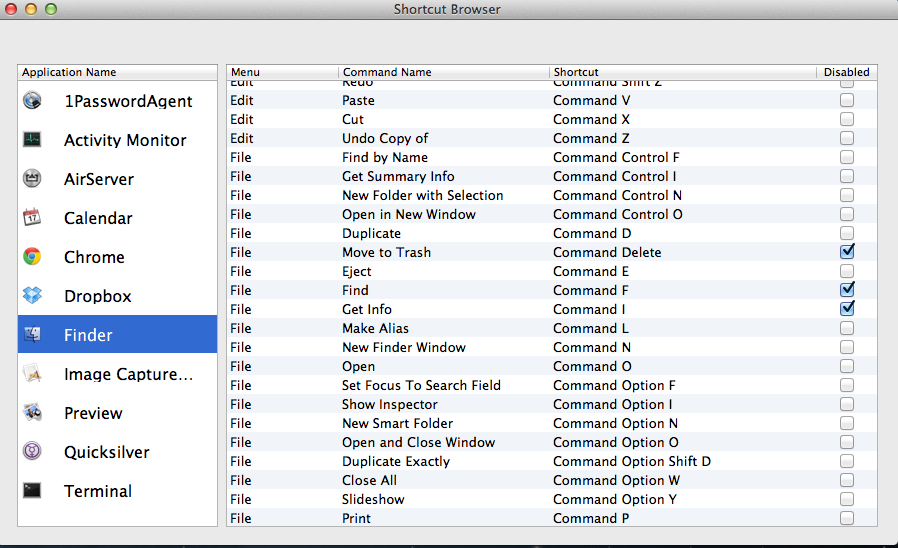 Shortcut Browser
Application Name
1PasswordAgent
Activity Monitor
AirServer
Calendar
Chrome
Dropbox
Finder
Image Capture...
Preview
Quicksilver
Terminal
Menu Command Name Shortcut Disabled
Edit Redo Command Shift Z
Edit Paste Command V
Edit Cut Command X
Edit Undo Copy of Command Z
File Find by Name Command Control F
File Get Summary Info Command Control I
File New Folder with Selection Command Control N
File Open in New Window Command Control O
File Duplicate Command D
File Move to Trash Command Delete
File Eject Command E
File Find Command F
File Get Info Command I
File Make Alias Command L
File New Finder Window Command N
File Open Command O
File Set Focus To Search Field Command Option F
File Show Inspector Command Option I
File New Smart Folder Command Option N
File Open and Close Window Command Option O
File Duplicate Exactly Command Option Shift D
File Close All Command Option W
File Slideshow Command Option Y
File Print Command P